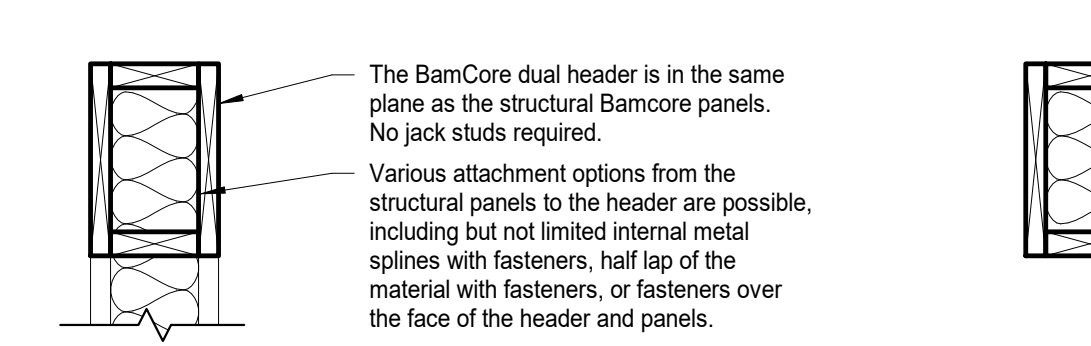 The BamCore dual header is in the same
plane as the structural Bamcore panels.
No jack studs required.
Various attachment options from the
structural panels to the header are possible,
including but not limited internal metal
splines with fasteners, half lap of the
material with fasteners, or fasteners over
the face of the header and panels.